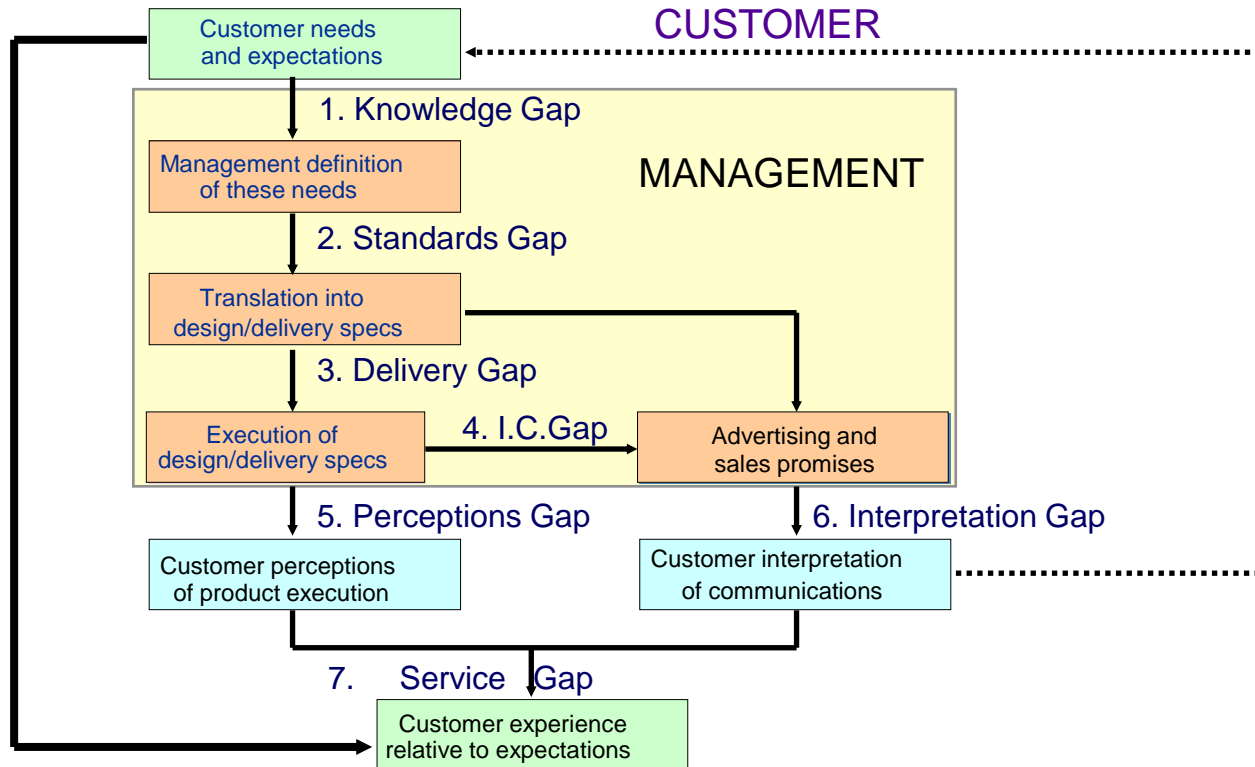 Customer needs
and expectations
CUSTOMER
1. Knowledge Gap
Management definition
of these needs
MANAGEMENT
2. Standards Gap
Translation into
design/delivery specs
3. Delivery Gap
Execution of
design/delivery specs
4. I.C.Gap
Advertising and
sales promises
5. Perceptions Gap
6. Interpretation Gap
Customer perceptions
of product execution
Customer interpretation
of communications
7. Service Gap
Customer experience
relative to expectations